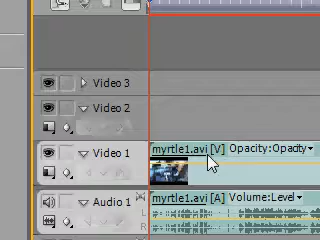 Video 3
Video 2
Video 1
myrtle1.avi [V] Opacity:Opacity
Audio 1
myrtle1.avi [A] Volume:Level
L
R